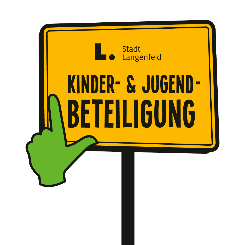 L.
Stadt
Langenfeld
KINDER- & JUGEND-
BETEILIGUNG